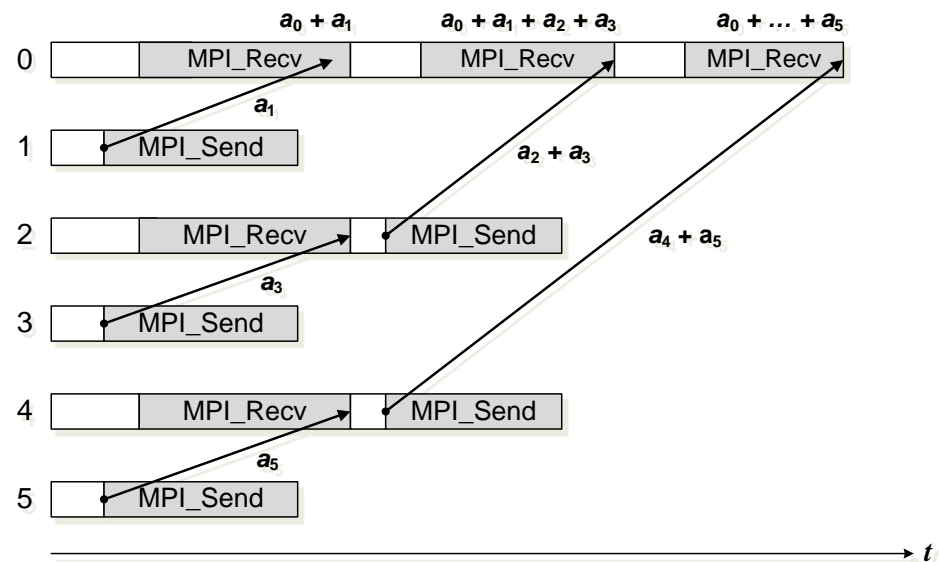 a₀ + a₁ a₀ + a₁ + a₂ + a₃ a₀ + ... + a₅
0 MPI_Recv MPI_Recv MPI_Recv
a₁
1 MPI_Send
a₂ + a₃
2 MPI_Recv MPI_Send
a₄ + a₅
a₃
3 MPI_Send
4 MPI_Recv MPI_Send
a₅
5 MPI_Send
t